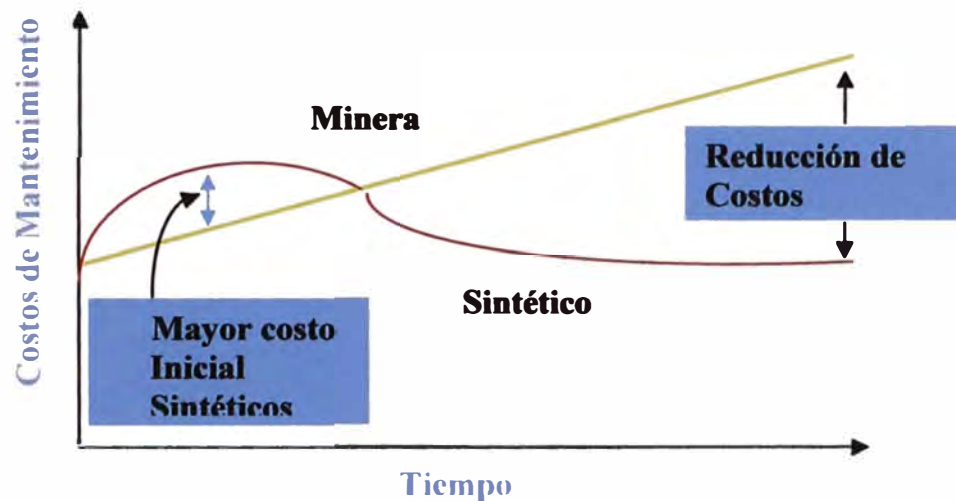 Costos de Mantenimiento
Minera
Reducción de
Costos
Sintético
Mayor costo
Inicial
Sintéticos
Tiempo